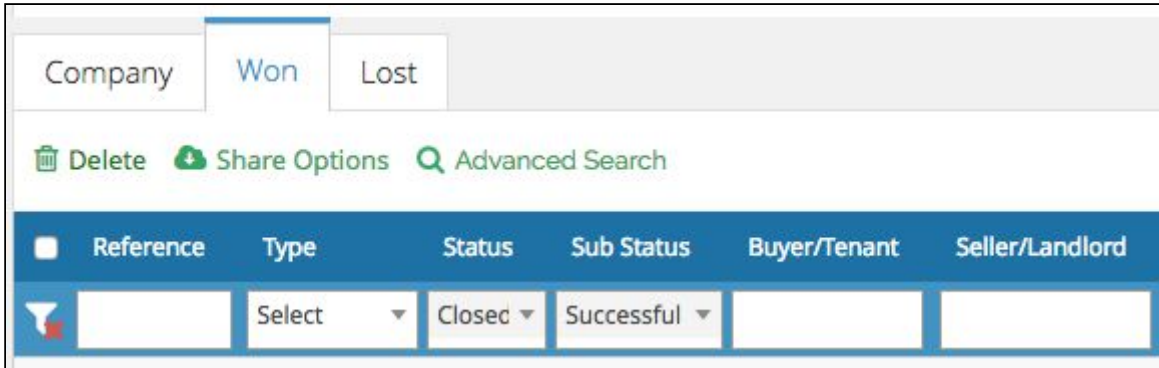 Company Won Lost
Delete Share Options Advanced Search
Reference Type Status Sub Status Buyer/Tenant Seller/Landlord
Select Closed Successful